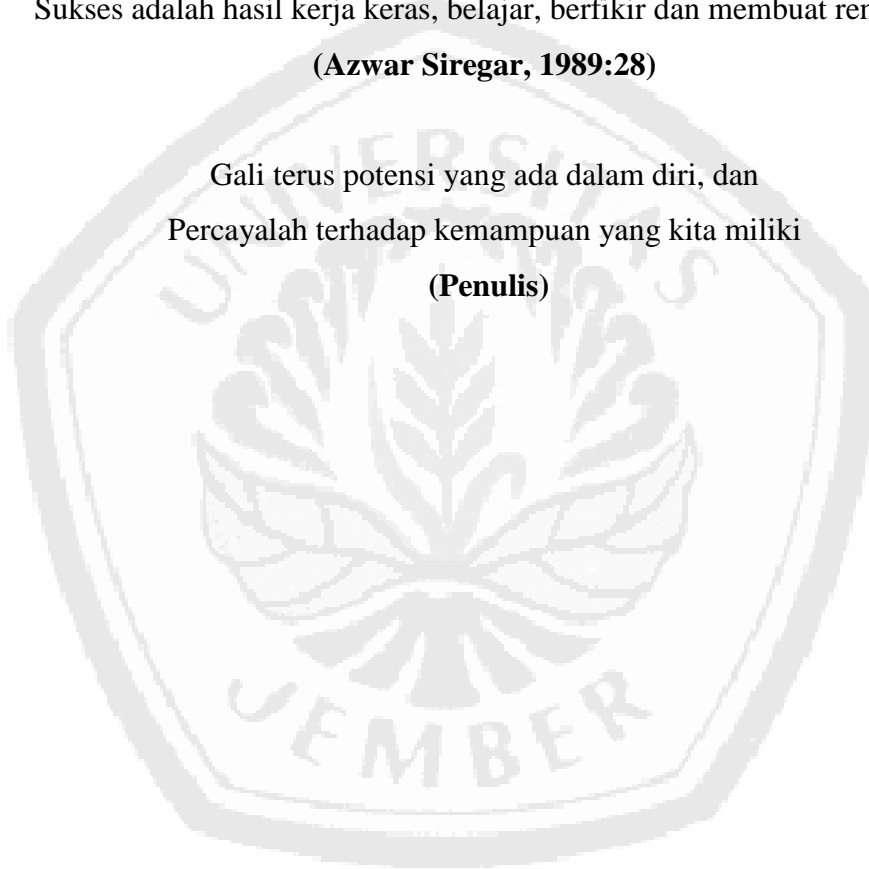 Sukses adalah hasil kerja keras, belajar, berfikir dan membuat
(Azwar Siregar, 1989:28)
Gali terus potensi yang ada dalam diri, dan
Percayalah terhadap kemampuan yang kita miliki
(Penulis)
UNIVERSITAS
JEMBER